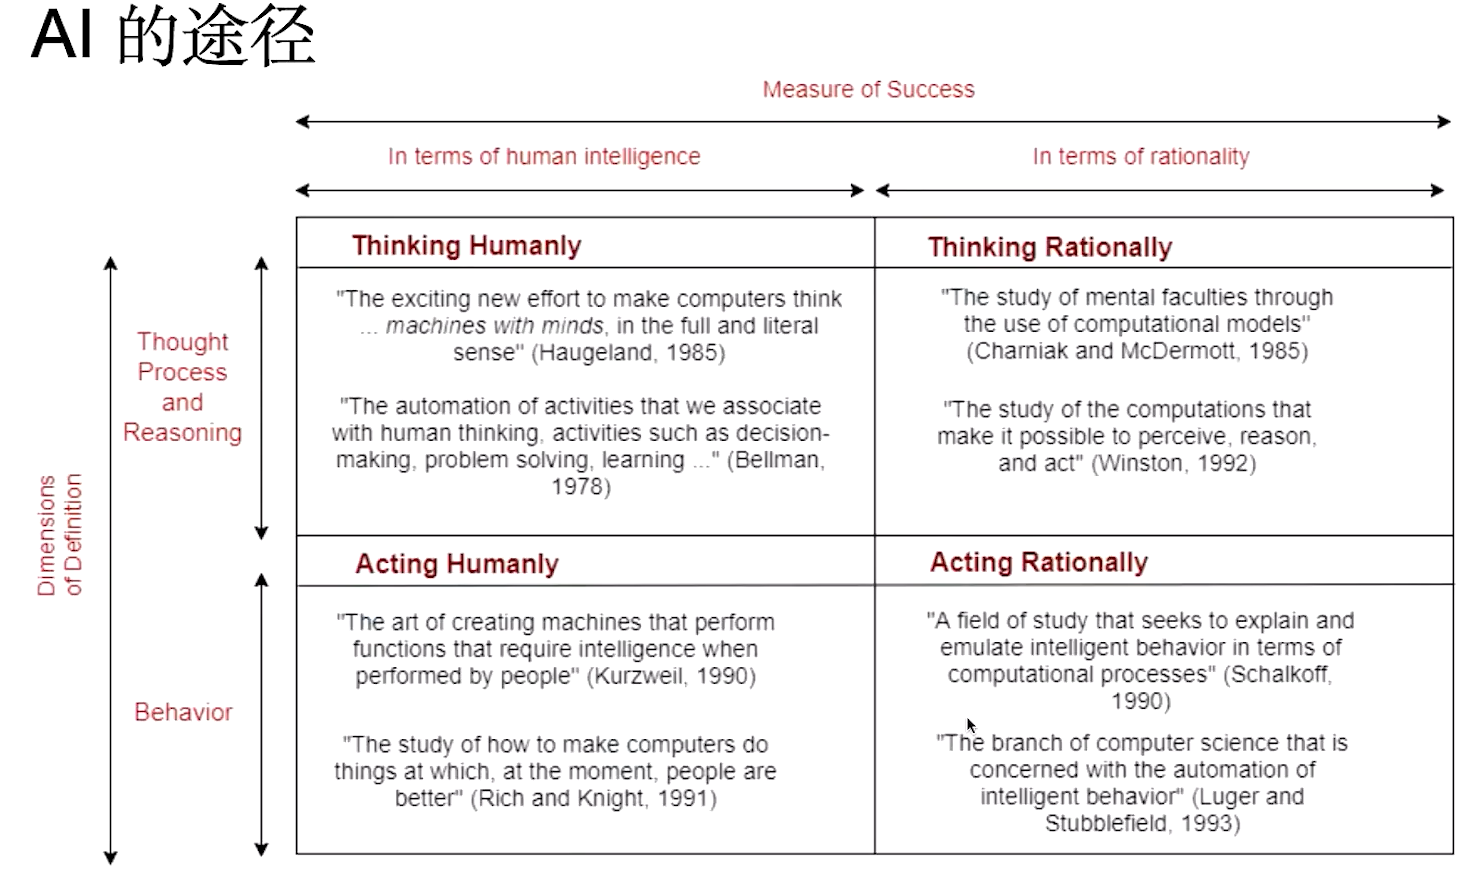 AI 的途径
Measure of Success
In terms of human intelligence
In terms of rationality
Dimensions
of Definition
Thought
Process
and
Reasoning
Thinking Humanly
"The exciting new effort to make computers think
... machines with minds, in the full and literal
sense" (Haugeland, 1985)
"The automation of activities that we associate
with human thinking, activities such as decision-
making, problem solving, learning ..." (Bellman,
1978)
Thinking Rationally
"The study of mental faculties through
the use of computational models"
(Charniak and McDermott, 1985)
"The study of the computations that
make it possible to perceive, reason,
and act" (Winston, 1992)
Behavior
Acting Humanly
"The art of creating machines that perform
functions that require intelligence when
performed by people" (Kurzweil, 1990)
"The study of how to make computers do
things at which, at the moment, people are
better" (Rich and Knight, 1991)
Acting Rationally
"A field of study that seeks to explain and
emulate intelligent behavior in terms of
computational processes" (Schalkoff,
1990)
"The branch of computer science that is
concerned with the automation of
intelligent behavior" (Luger and
Stubblefield, 1993)